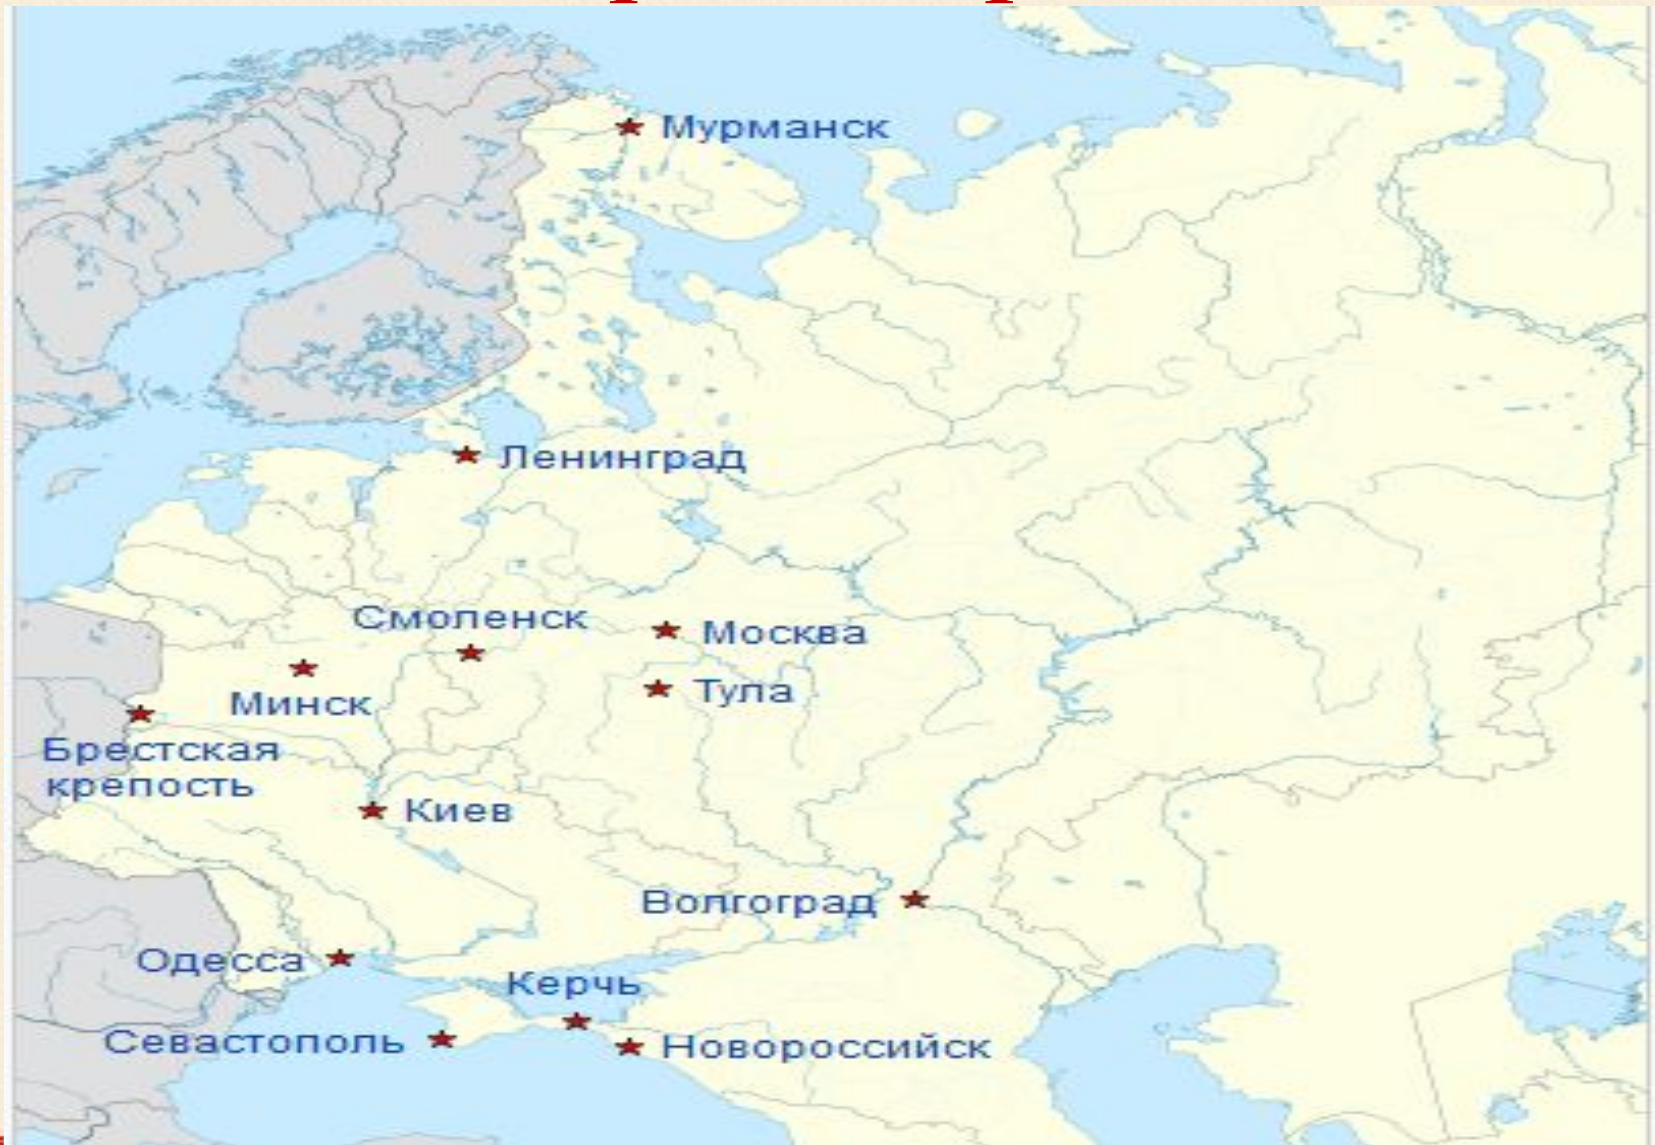 Мурманск
Ленинград
Смоленск
Москва
Минск
Тула
Брестская
крепость
Киев
Волгоград
Одесса
Керчь
Севастополь
Новороссийск